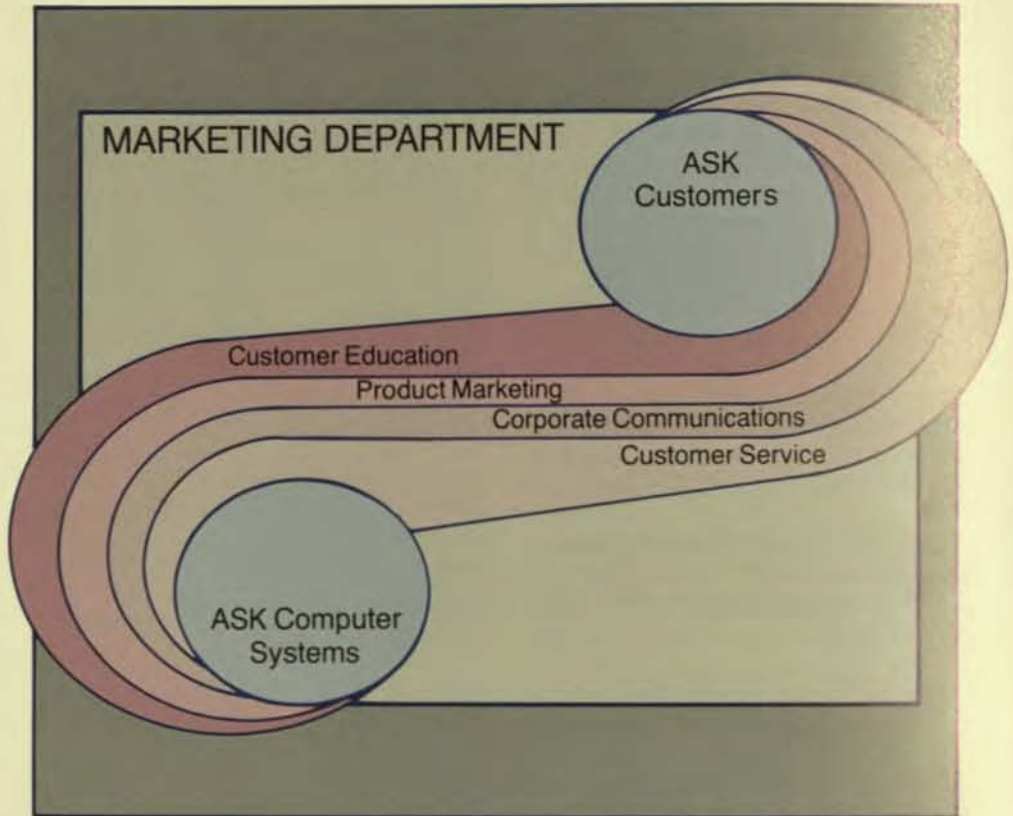 MARKETING DEPARTMENT
ASK
Customers
Customer Education
Product Marketing
Corporate Communications
Customer Service
ASK Computer
Systems